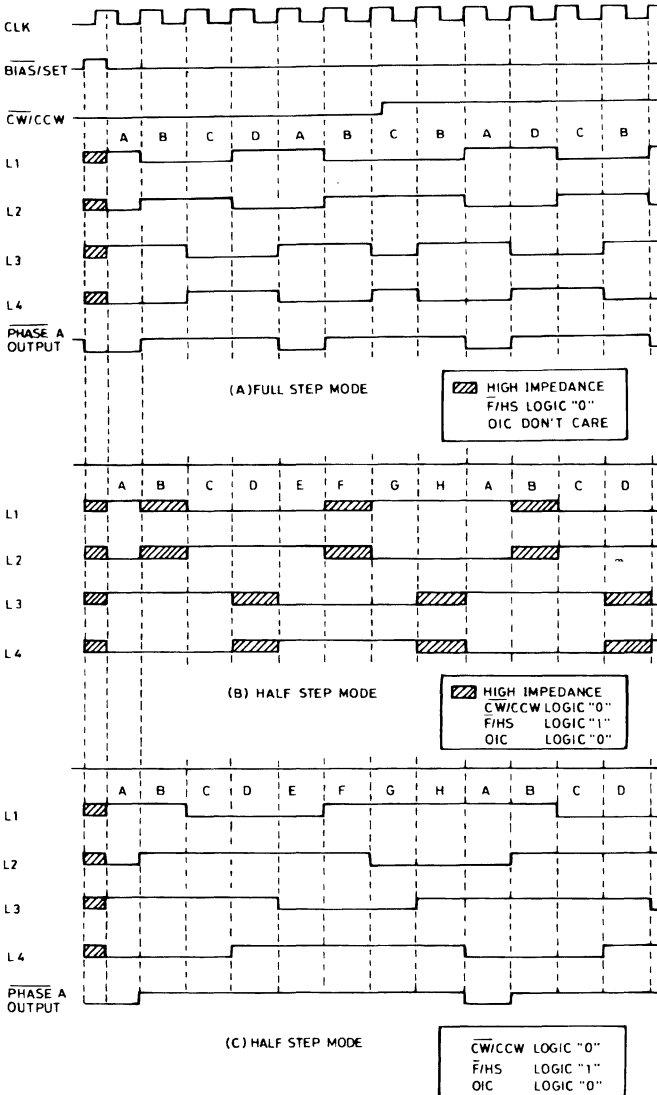 CLK
BIAS/SET
CW/CCW
A B C D A B C B A D C B
L1
L2
L3
L4
PHASE A
OUTPUT
(A) FULL STEP MODE
HIGH IMPEDANCE
F/HS LOGIC "0"
OIC DON'T CARE
A B C D E F G H A B C D
L1
L2
L3
L4
(B) HALF STEP MODE
HIGH IMPEDANCE
CW/CCW LOGIC "0"
F/HS LOGIC "1"
OIC LOGIC "0"
A B C D E F G H A B C D
L1
L2
L3
L4
PHASE A
OUTPUT
(C) HALF STEP MODE
CW/CCW LOGIC "0"
F/HS LOGIC "1"
OIC LOGIC "0"